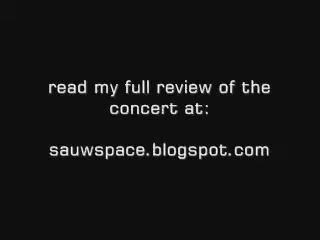 read my full review of the
concert at:
sauwspace.blogspot.com